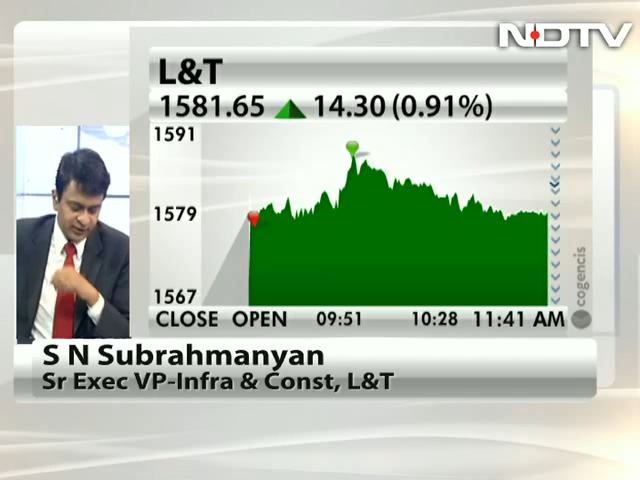 NDTV
L&T
1581.65 14.30 (0.91%)
1591
1579
1567
CLOSE OPEN 09:51 10:28 11:41 AM
cogencis
S N Subrahmanyan
Sr Exec VP-Infra & Const, L&T